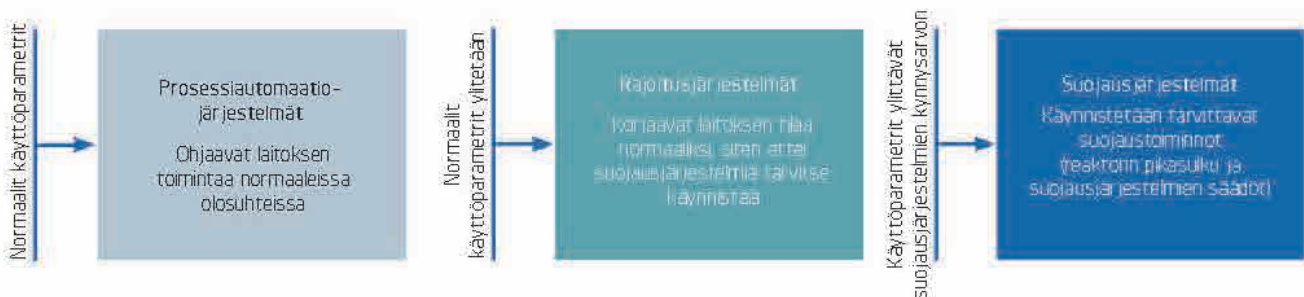 Normaalit käyttöparametrit
Prosessiautomaatio-
järjestelmät
Ohjaavat laitoksen
toimintaa normaaleissa
olosuhteissa
Normaalit
käyttöparametrit ylitetään
Rajoitusjärjestelmät
Korjaavat laitoksen tilaa
normaaliksi siten ettei
suojausjärjestelmiä tarvitse
käynnistää
Käyttöparametrit ylittävät
suojausjärjestelmien kynnysarvon
Suojausjärjestelmät
Käynnistetään tarvittavat
suojaustoiminnot
(reaktorin pikasulku ja
suojausjärjestelmien säädöt)